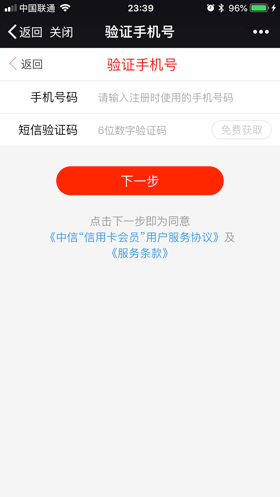 中国联通 23:39 96%
返回 关闭 验证手机号
返回 验证手机号
手机号码 请输入注册时使用的手机号码
短信验证码 6位数字验证码 免费获取
下一步
点击下一步即为同意
《中信“信用卡会员”用户服务协议》及
《服务条款》